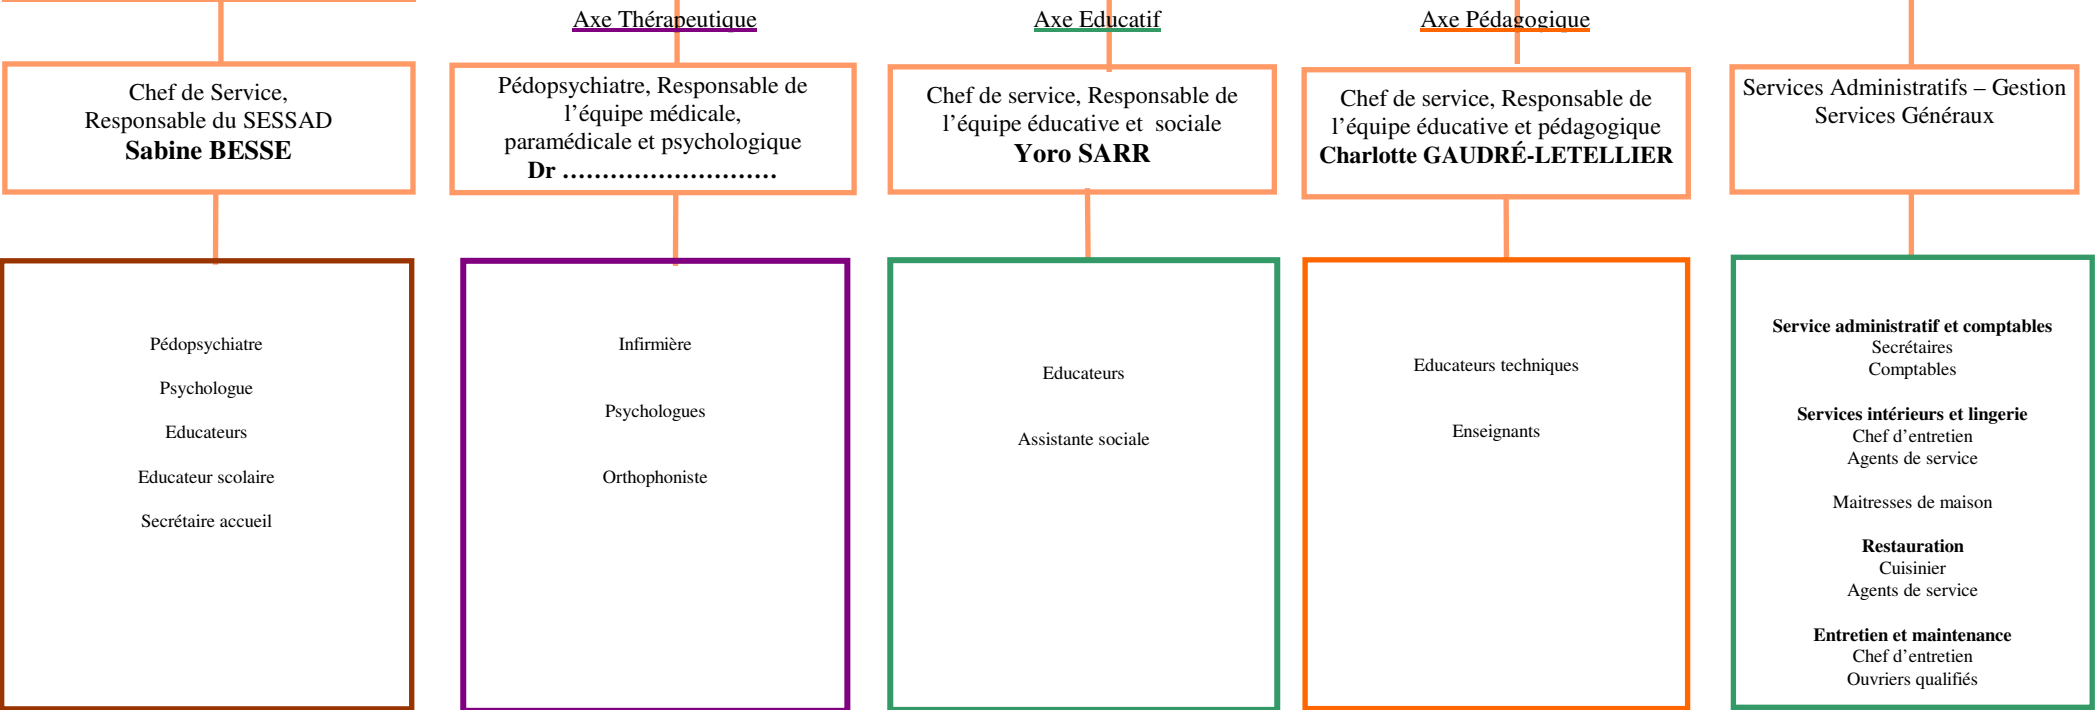 Axe Thérapeutique
Axe Educatif
Axe Pédagogique
Chef de Service,
Responsable du SESSAD
Sabine BESSE
Pédopsychiatre, Responsable de
l’équipe médicale,
paramédicale et psychologique
Dr ………………………
Chef de service, Responsable de
l’équipe éducative et sociale
Yoro SARR
Chef de service, Responsable de
l’équipe éducative et pédagogique
Charlotte GAUDRÉ-LETELLIER
Services Administratifs – Gestion
Services Généraux
Pédopsychiatre
Psychologue
Educateurs
Educateur scolaire
Secrétaire accueil
Infirmière
Psychologues
Orthophoniste
Educateurs
Assistante sociale
Educateurs techniques
Enseignants
Service administratif et comptables
Secrétaires
Comptables
Services intérieurs et lingerie
Chef d’entretien
Agents de service
Maitresses de maison
Restauration
Cuisinier
Agents de service
Entretien et maintenance
Chef d’entretien
Ouvriers qualifiés